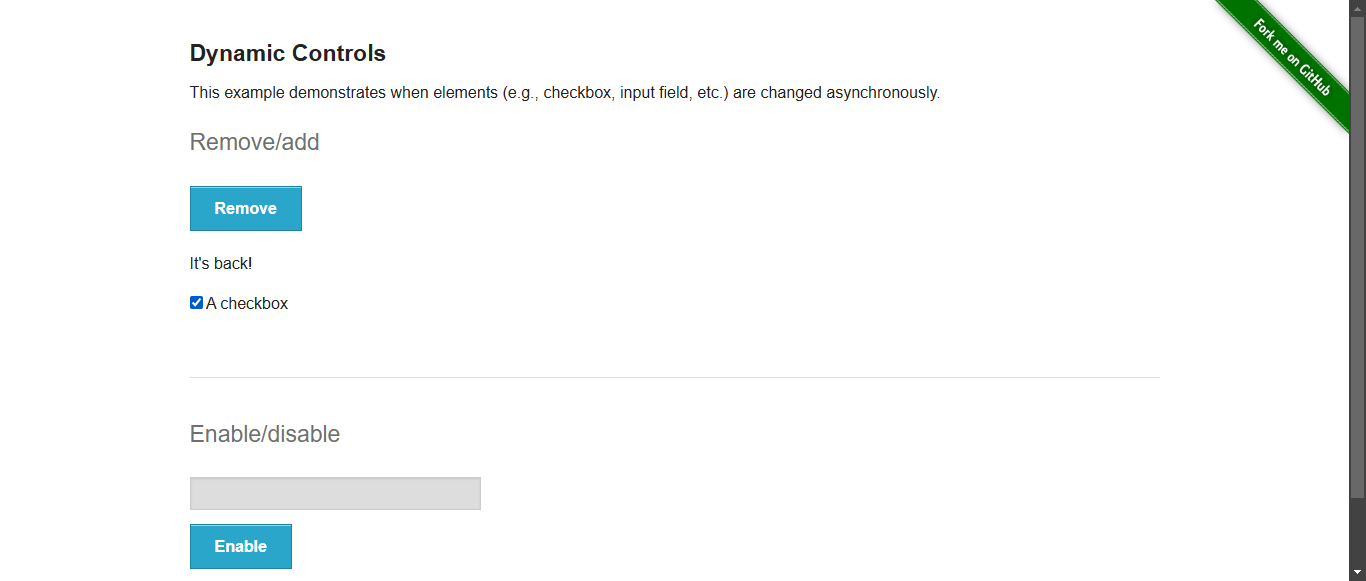 Fork me on GitHub
Dynamic Controls
This example demonstrates when elements (e.g., checkbox, input field, etc.) are changed asynchronously.
Remove/add
Remove
It's back!
A checkbox
Enable/disable
Enable